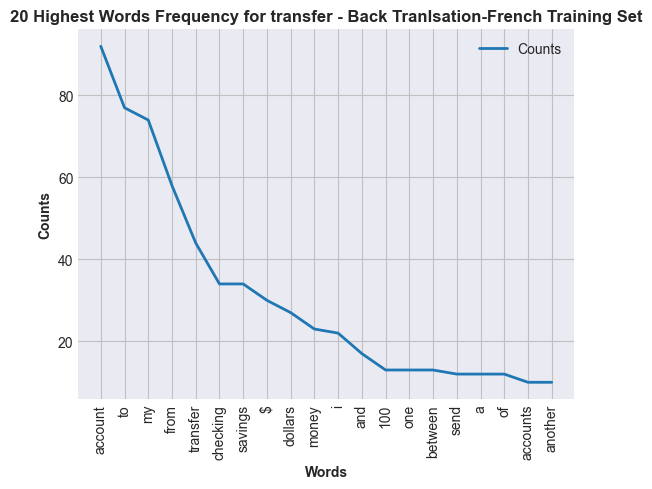 20 Highest Words Frequency for transfer - Back Tranlsation-French Training Set
Counts
80
60
40
20
Counts
account
to
my
from
transfer
checking
savings
$
dollars
money
i
and
100
one
between
send
a
of
accounts
another
Words